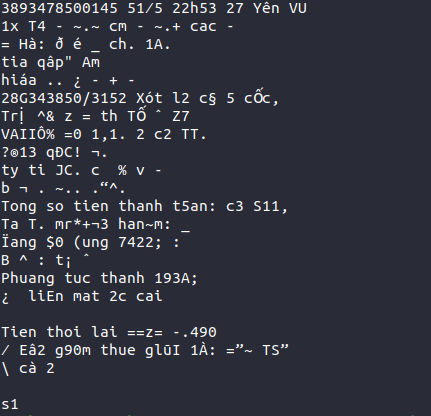 3893478500145 51/5 22h53 27 Yên VU
1x T4 - ~.~ cm - ~.+ cac -
= Hà: ð é _ ch. 1A.
tia qâp" Am
hiáa .. ¿ - + -
28G343850/3152 Xót l2 c§ 5 cỐc,
TrỊ ^& z = th TỐ ˆ Z7
VAIIÔ% =0 1,1. 2 c2 TT.
?®13 qĐC! ¬.
ty ti JC. c  % v -
b ¬ . ~.. .“^.
Tong so tien thanh t5an: c3 S11,
Ta T. mr*+¬3 han~m: _
Ïang $0 (ung 7422; :
B ^ : t¡ ˆ
Phuang tuc thanh 193A;
¿  liEn mat 2c cai
Tien thoi lai ==z= -.490
/ Eâ2 g90m thue glũI 1À: =”~ TS”
\ cà 2
s1